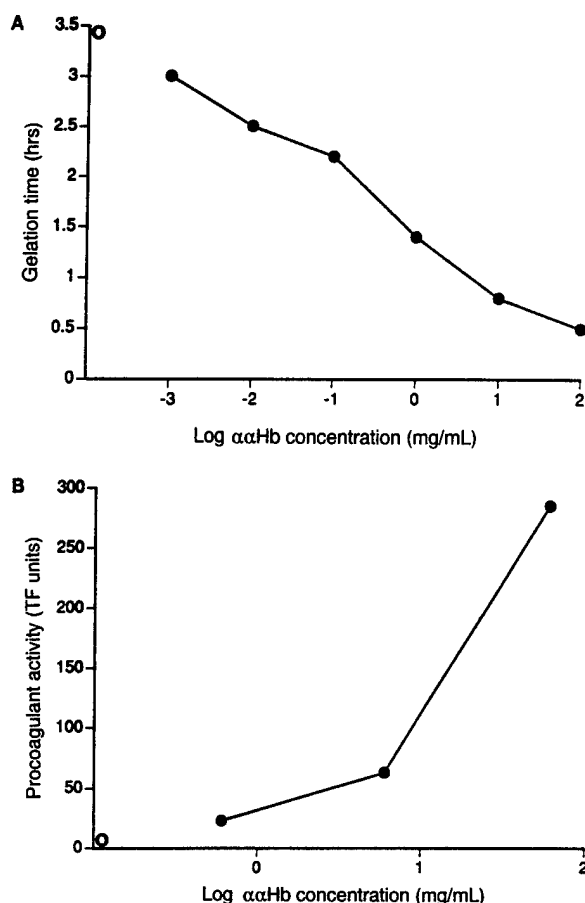 A
3.5
3
2.5
2
1.5
1
0.5
0
Gelation time (hrs)
-3 -2 -1 0 1 2
Log ααHb concentration (mg/mL)
B
300
250
200
150
100
50
0
Procoagulant activity (TF units)
0 1 2
Log ααHb concentration (mg/mL)